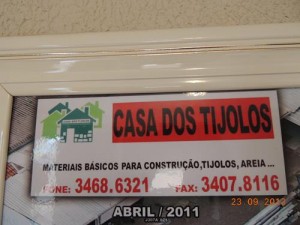 CASA DOS TIJOLOS
MATERIAIS BÁSICOS PARA CONSTRUÇÃO,TIJOLOS, AREIA ...
FONE: 3468.6321 FAX: 3407.8116
ABRIL / 2011
23 09 2012